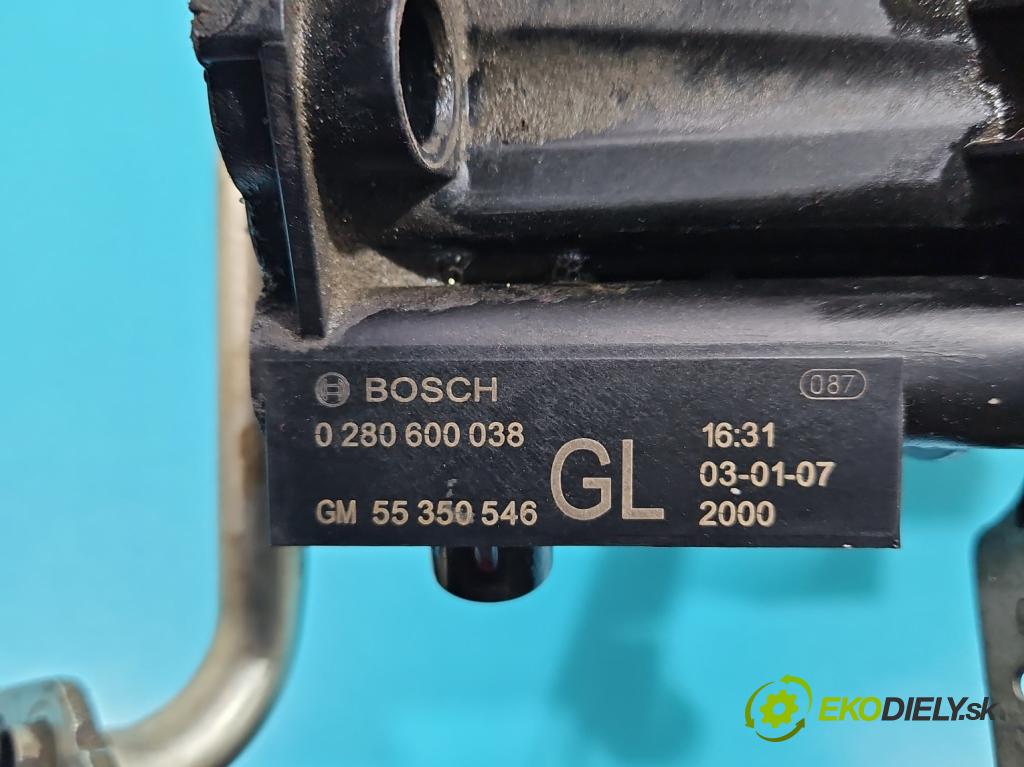 BOSCH 087
0 280 600 038 16:31
GL 03-01-07
GM 55 350 546 2000
EKODIELY.sk